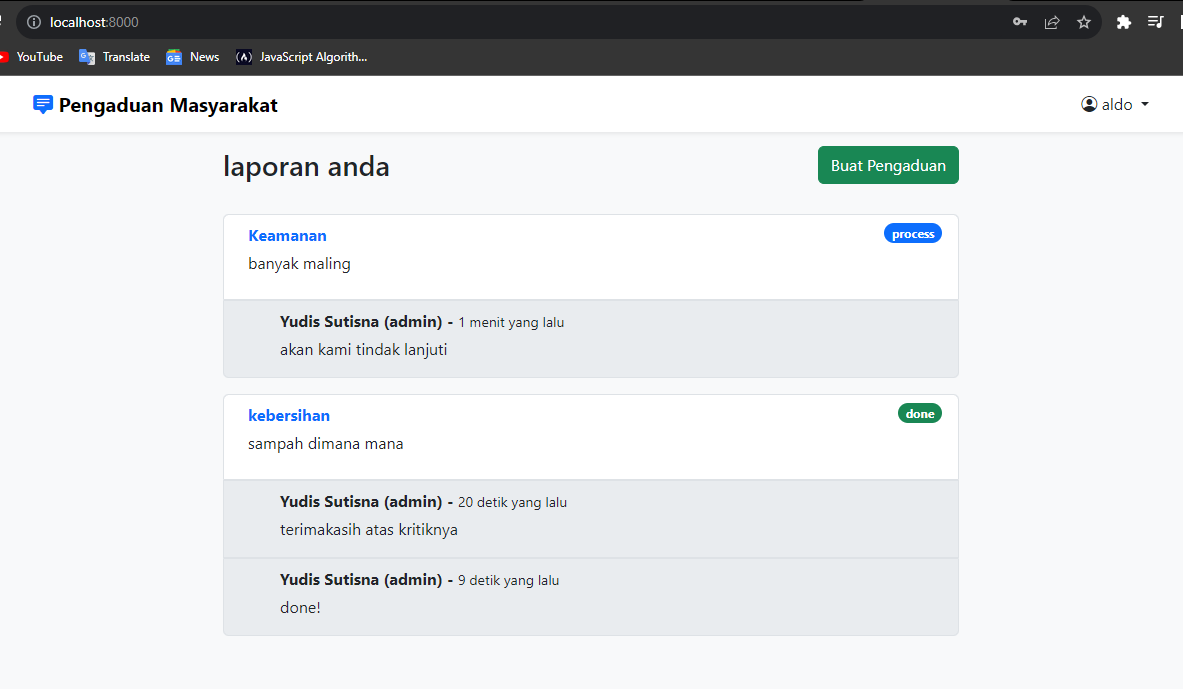 localhost:8000
YouTube Translate News JavaScript Algorith...
Pengaduan Masyarakat aldo
laporan anda Buat Pengaduan
Keamanan process
banyak maling
Yudis Sutisna (admin) - 1 menit yang lalu
akan kami tindak lanjuti
kebersihan done
sampah dimana mana
Yudis Sutisna (admin) - 20 detik yang lalu
terimakasih atas kritiknya
Yudis Sutisna (admin) - 9 detik yang lalu
done!